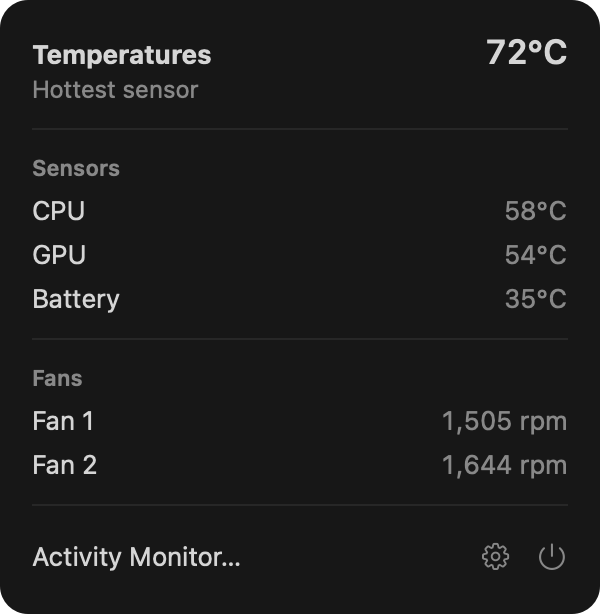 Temperatures 72°C
Hottest sensor
Sensors
CPU 58°C
GPU 54°C
Battery 35°C
Fans
Fan 1 1,505 rpm
Fan 2 1,644 rpm
Activity Monitor...